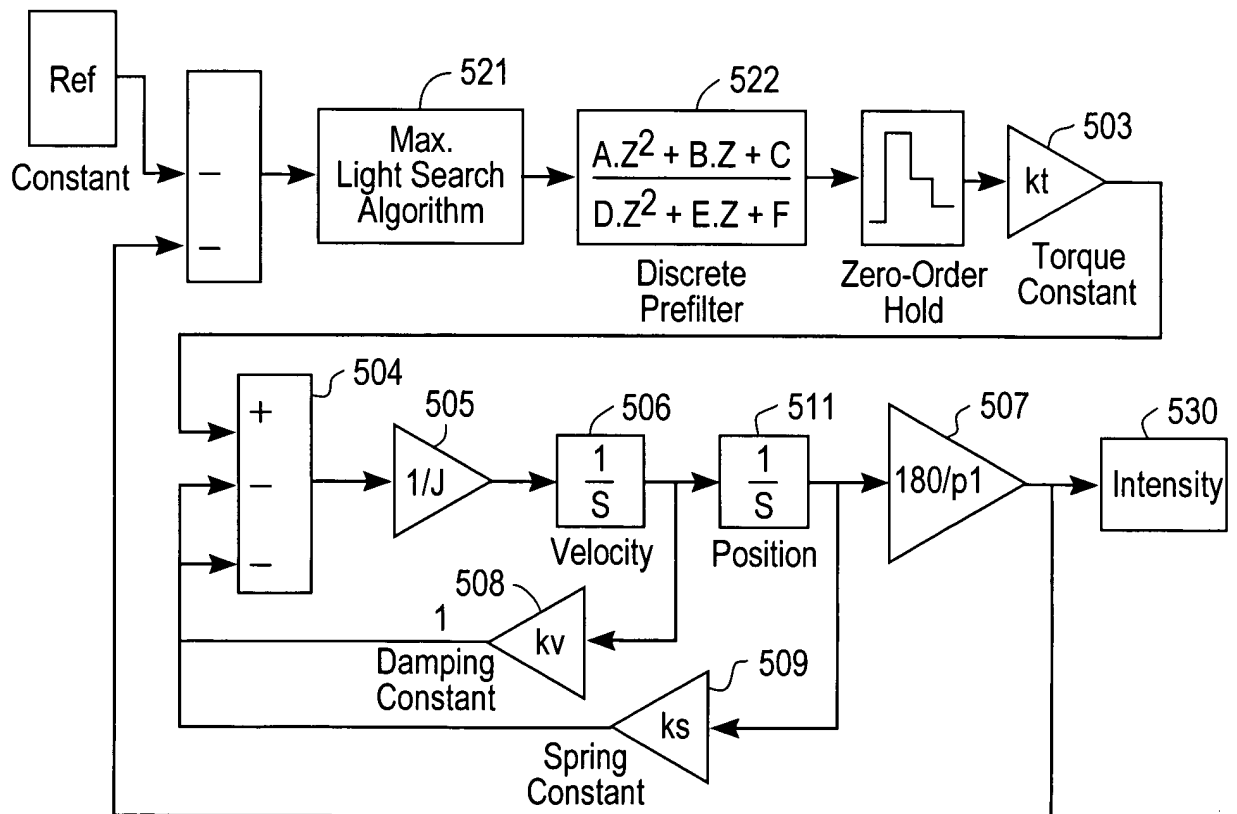 Ref
Constant
−
−
521
Max.
Light Search
Algorithm
522
A.Z² + B.Z + C
D.Z² + E.Z + F
Discrete
Prefilter
Zero-Order
Hold
503
kt
Torque
Constant
504
+
−
−
505
1/J
506
1
S
Velocity
511
1
S
Position
507
180/p1
530
Intensity
508
kv
1
Damping
Constant
509
ks
Spring
Constant